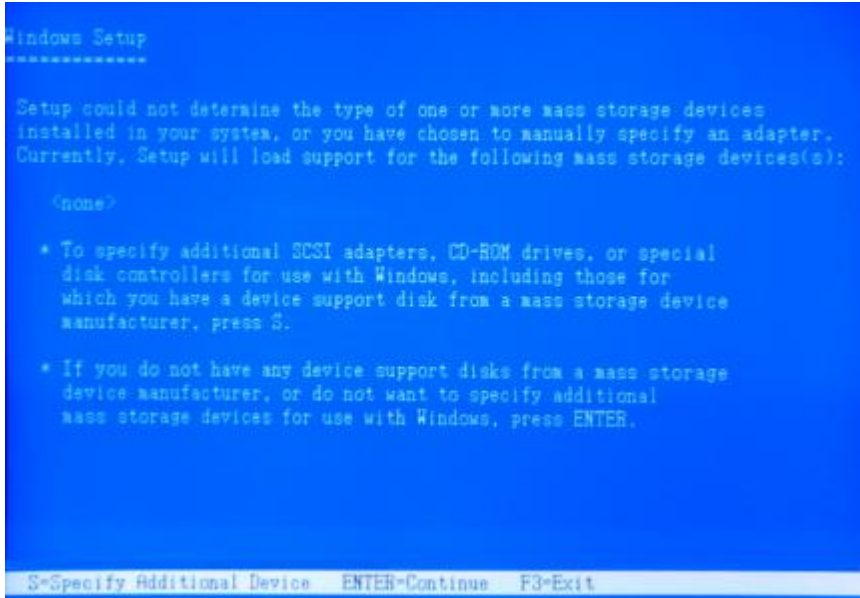 Windows Setup
=============
Setup could not determine the type of one or more mass storage devices
installed in your system, or you have chosen to manually specify an adapter.
Currently, Setup will load support for the following mass storage devices(s):
<none>
* To specify additional SCSI adapters, CD-ROM drives, or special
disk controllers for use with Windows, including those for
which you have a device support disk from a mass storage device
manufacturer, press S.
* If you do not have any device support disks from a mass storage
device manufacturer, or do not want to specify additional
mass storage devices for use with Windows, press ENTER.
S=Specify Additional Device ENTER=Continue F3=Exit